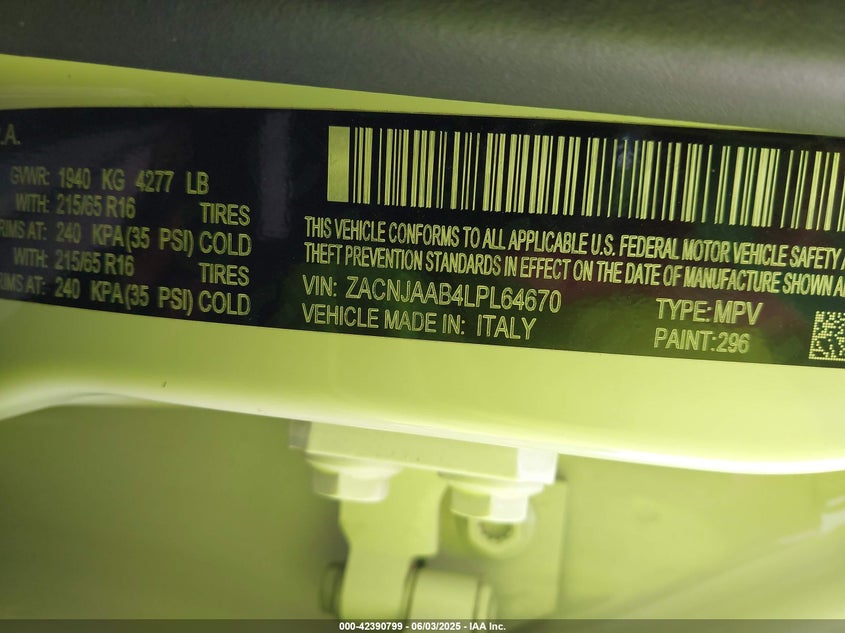 .A.
GVWR: 1940 KG 4277 LB
WITH: 215/65 R16 TIRES
RIMS AT: 240 KPA(35 PSI) COLD
WITH: 215/65 R16 TIRES
RIMS AT: 240 KPA(35 PSI) COLD
THIS VEHICLE CONFORMS TO ALL APPLICABLE U.S. FEDERAL MOTOR VEHICLE SAFETY A
THEFT PREVENTION STANDARDS IN EFFECT ON THE DATE OF MANUFACTURE SHOWN A
VIN: ZACNJAAB4LPL64670
TYPE:MPV
VEHICLE MADE IN: ITALY
PAINT:296
000-42390799 - 06/03/2025 - IAA Inc.